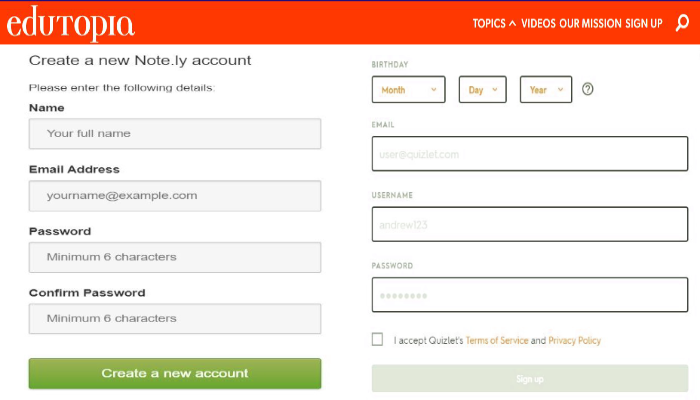 edutopia
TOPICS VIDEOS OUR MISSION SIGN UP
Create a new Note.ly account
Please enter the following details:
Name
Your full name
Email Address
yourname@example.com
Password
Minimum 6 characters
Confirm Password
Minimum 6 characters
Create a new account
BIRTHDAY
Month Day Year ?
EMAIL
user@quizlet.com
USERNAME
andrew123
PASSWORD
••••••••
I accept Quizlet's Terms of Service and Privacy Policy
Sign up